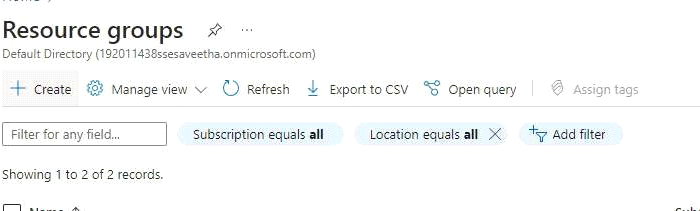 Resource groups ...
Default Directory (192011438ssesaveetha.onmicrosoft.com)
+ Create Manage view Refresh Export to CSV Open query Assign tags
Filter for any field... Subscription equals all Location equals all Add filter
Showing 1 to 2 of 2 records.
Name ↑